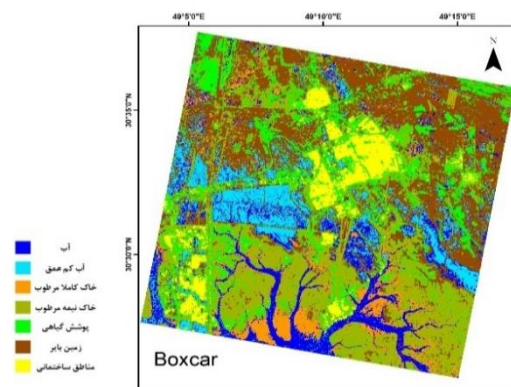 49°5'0"E 49°10'0"E 49°15'0"E
N
30°35'0"N
30°30'0"N
آب
آب کم عمق
خاک کاملا مرطوب
خاک نیمه مرطوب
پوشش گیاهی
زمین بایر
مناطق ساختمانی
Boxcar